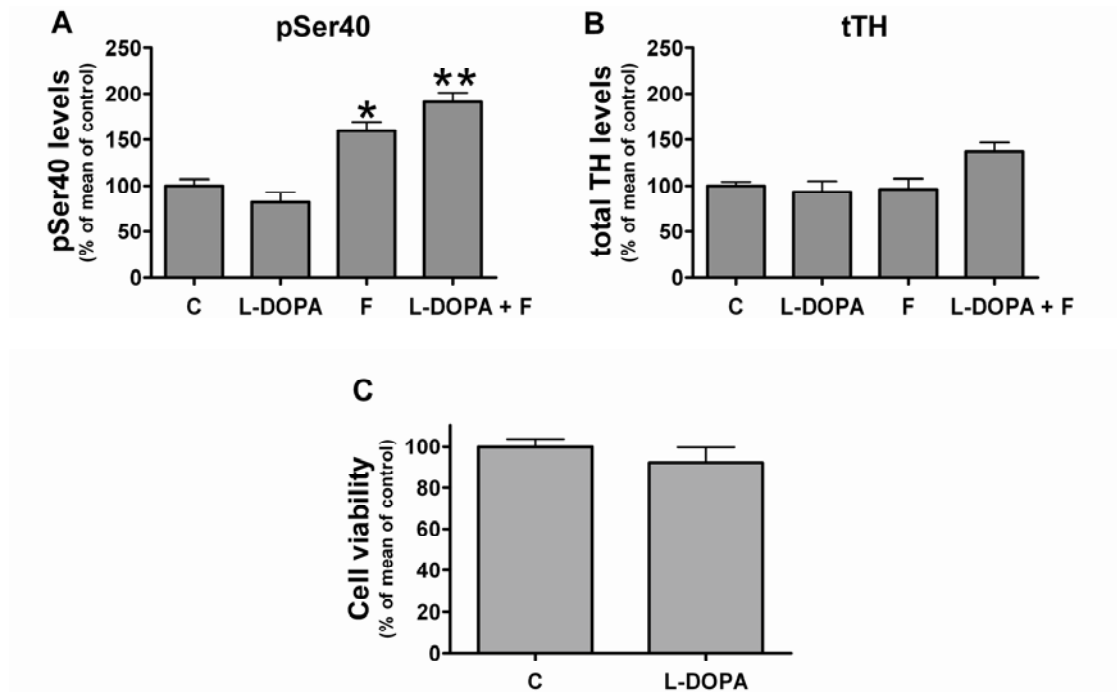 A
pSer40
pSer40 levels
(% of mean of control)
250
200
150
100
50
0
*
**
C
L-DOPA
F
L-DOPA + F
B
tTH
total TH levels
(% of mean of control)
250
200
150
100
50
0
C
L-DOPA
F
L-DOPA + F
C
Cell viability
(% of mean of control)
100
80
60
40
20
0
C
L-DOPA